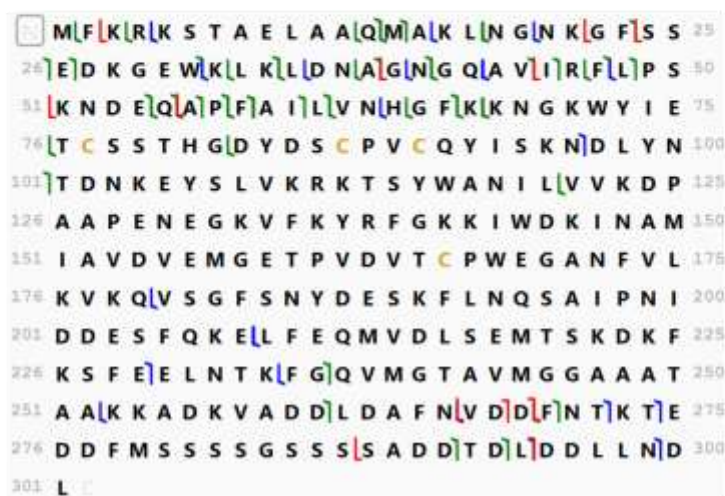 N M F K R K S T A E L A A Q M A K L N G N K G F S S 25
26 E D K G E W K L K L D N A G N G Q A V I R F L P S 50
51 K N D E Q A P F A I L V N H G F K K N G K W Y I E 75
76 T C S S T H G D Y D S C P V C Q Y I S K N D L Y N 100
101 T D N K E Y S L V K R K T S Y W A N I L V V K D P 125
126 A A P E N E G K V F K Y R F G K K I W D K I N A M 150
151 I A V D V E M G E T P V D V T C P W E G A N F V L 175
176 K V K Q V S G F S N Y D E S K F L N Q S A I P N I 200
201 D D E S F Q K E L F E Q M V D L S E M T S K D K F 225
226 K S F E E L N T K F G Q V M G T A V M G G A A A T 250
251 A A K K A D K V A D D L D A F N V D D F N T K T E 275
276 D D F M S S S S G S S S S A D D T D L D D L L N D 300
301 L C